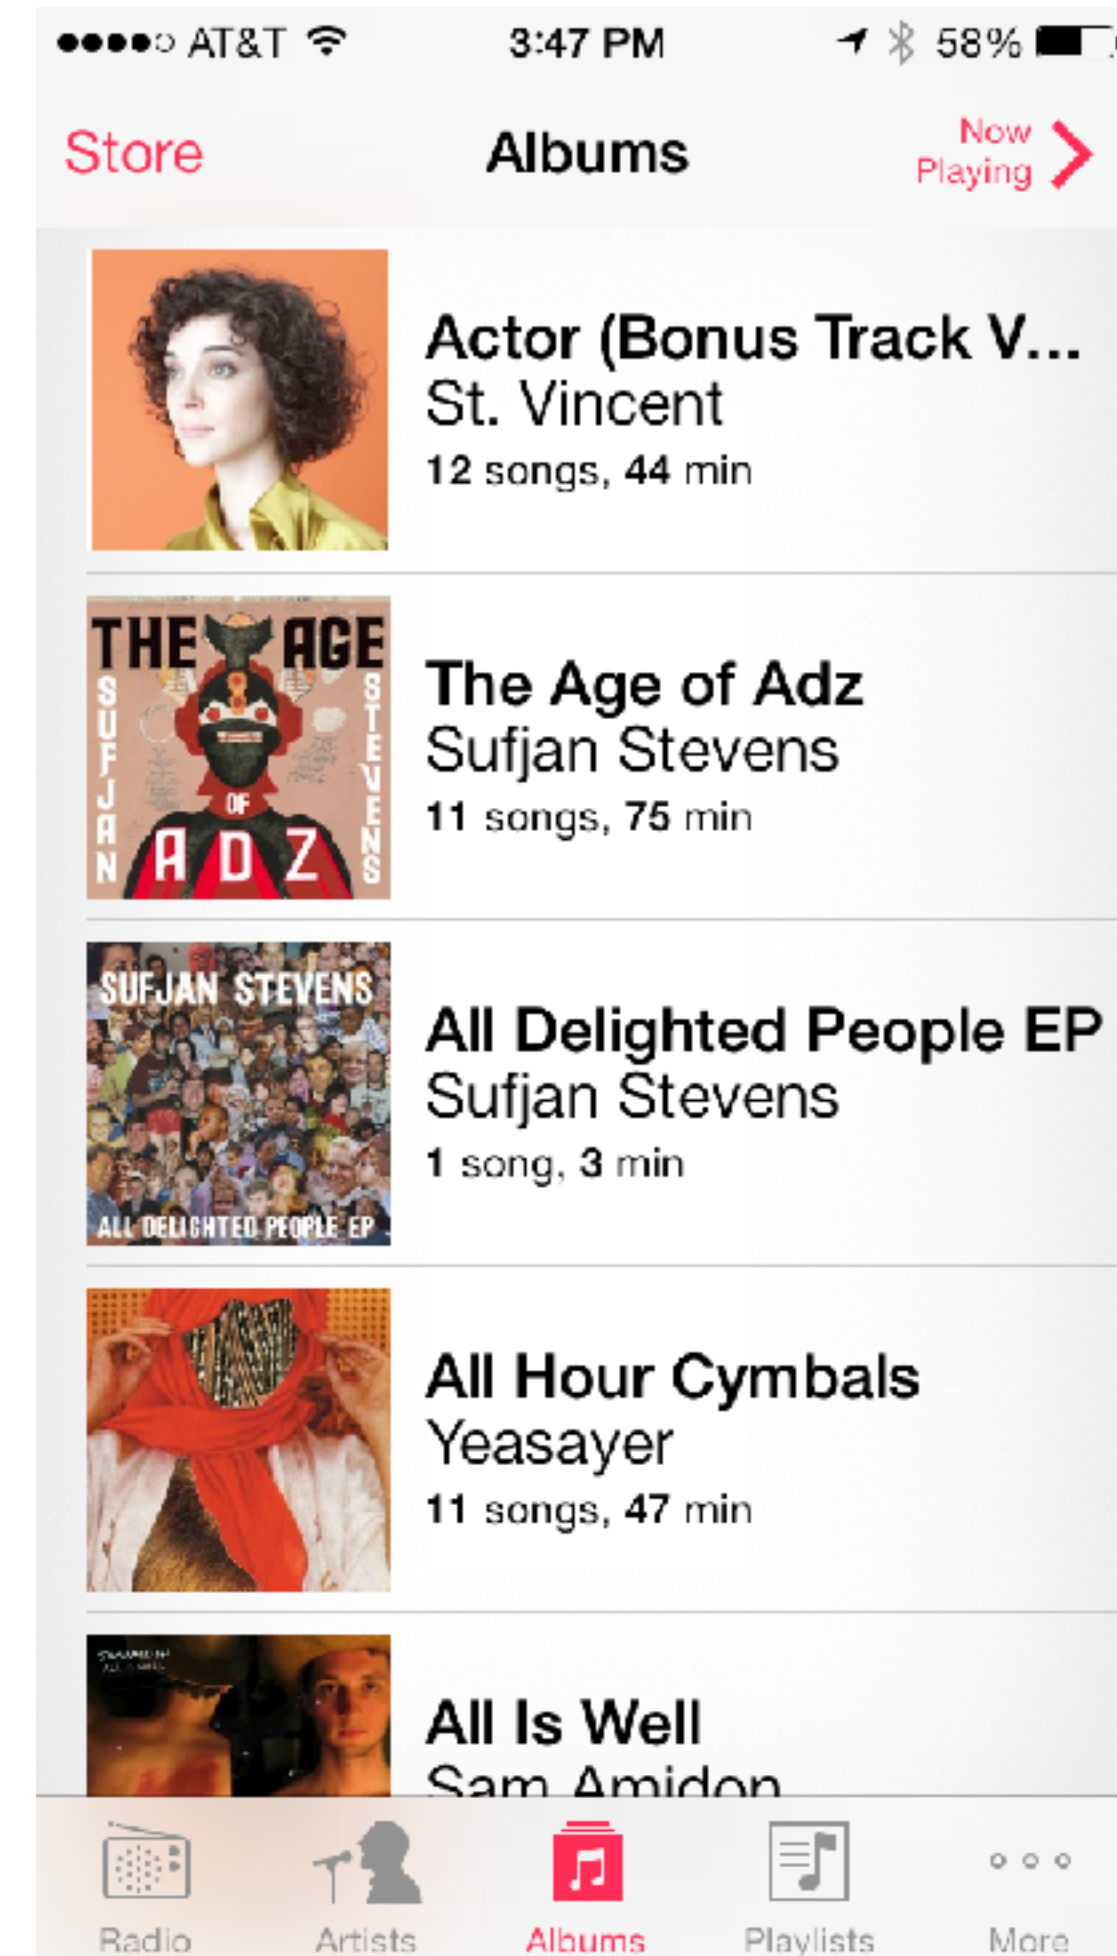 AT&T 3:47 PM 58%
Store Albums Now Playing
Actor (Bonus Track V...
St. Vincent
12 songs, 44 min
THE AGE
SUFJAN
STEVENS
OF
ADZ
The Age of Adz
Sufjan Stevens
11 songs, 75 min
SUFJAN STEVENS
ALL DELIGHTED PEOPLE EP
All Delighted People EP
Sufjan Stevens
1 song, 3 min
All Hour Cymbals
Yeasayer
11 songs, 47 min
All Is Well
Sam Amidon
Radio Artists Albums Playlists More